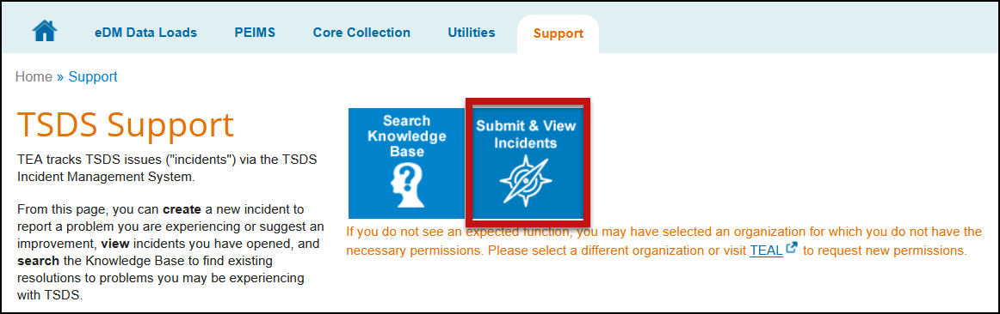 eDM Data Loads PEIMS Core Collection Utilities Support
Home » Support
TSDS Support
TEA tracks TSDS issues ("incidents") via the TSDS
Incident Management System.
From this page, you can create a new incident to
report a problem you are experiencing or suggest an
improvement, view incidents you have opened, and
search the Knowledge Base to find existing
resolutions to problems you may be experiencing
with TSDS.
Search
Knowledge
Base
Submit & View
Incidents
If you do not see an expected function, you may have selected an organization for which you do not have the
necessary permissions. Please select a different organization or visit TEAL to request new permissions.